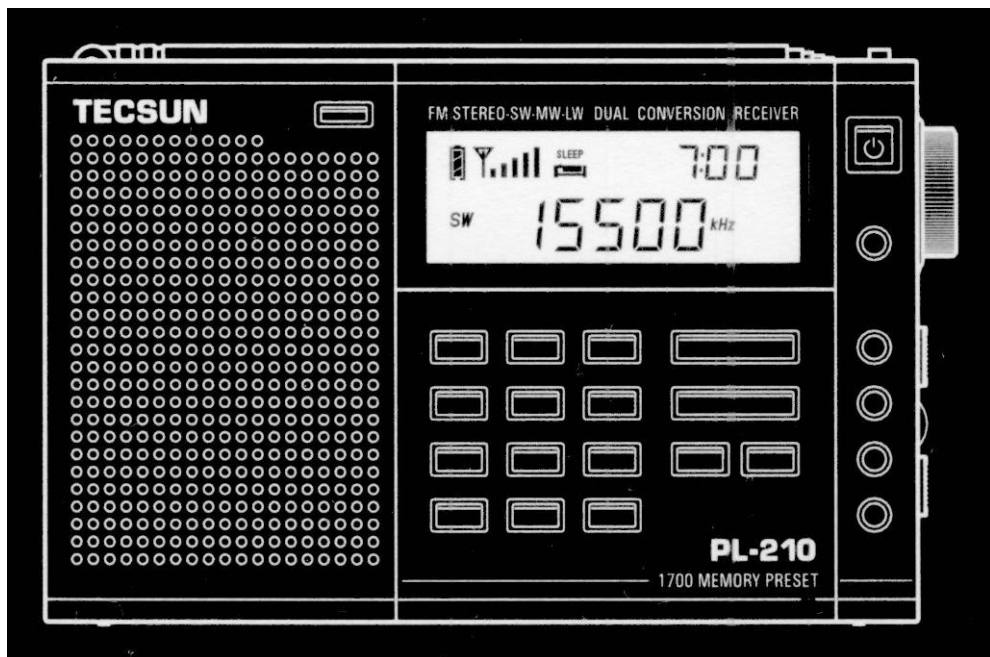 TECSUN
FM STEREO-SW-MW-LW DUAL CONVERSION RECEIVER
SLEEP
7:00
SW
15500 kHz
PL-210
1700 MEMORY PRESET